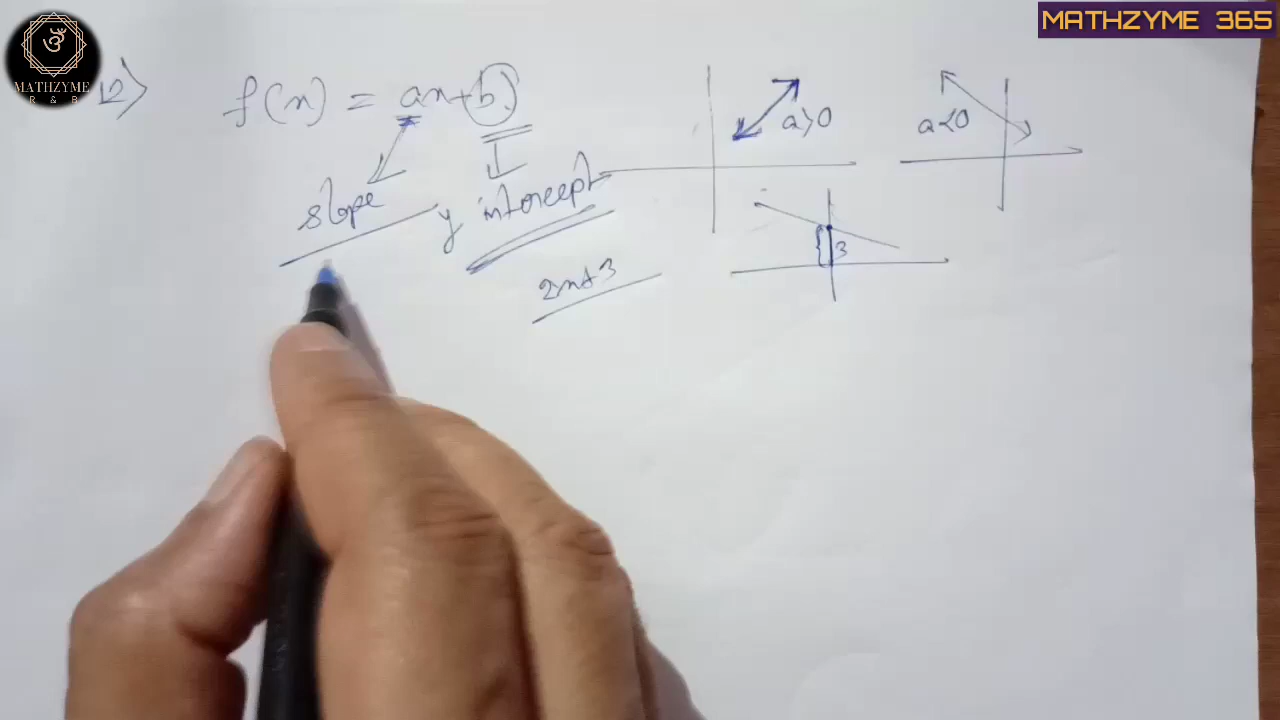 MATHZYME 365
ॐ
MATHZYME
R & B
12>
f(x) = ax+b
slope
y intercept
2x+3
a>0
a<0
3